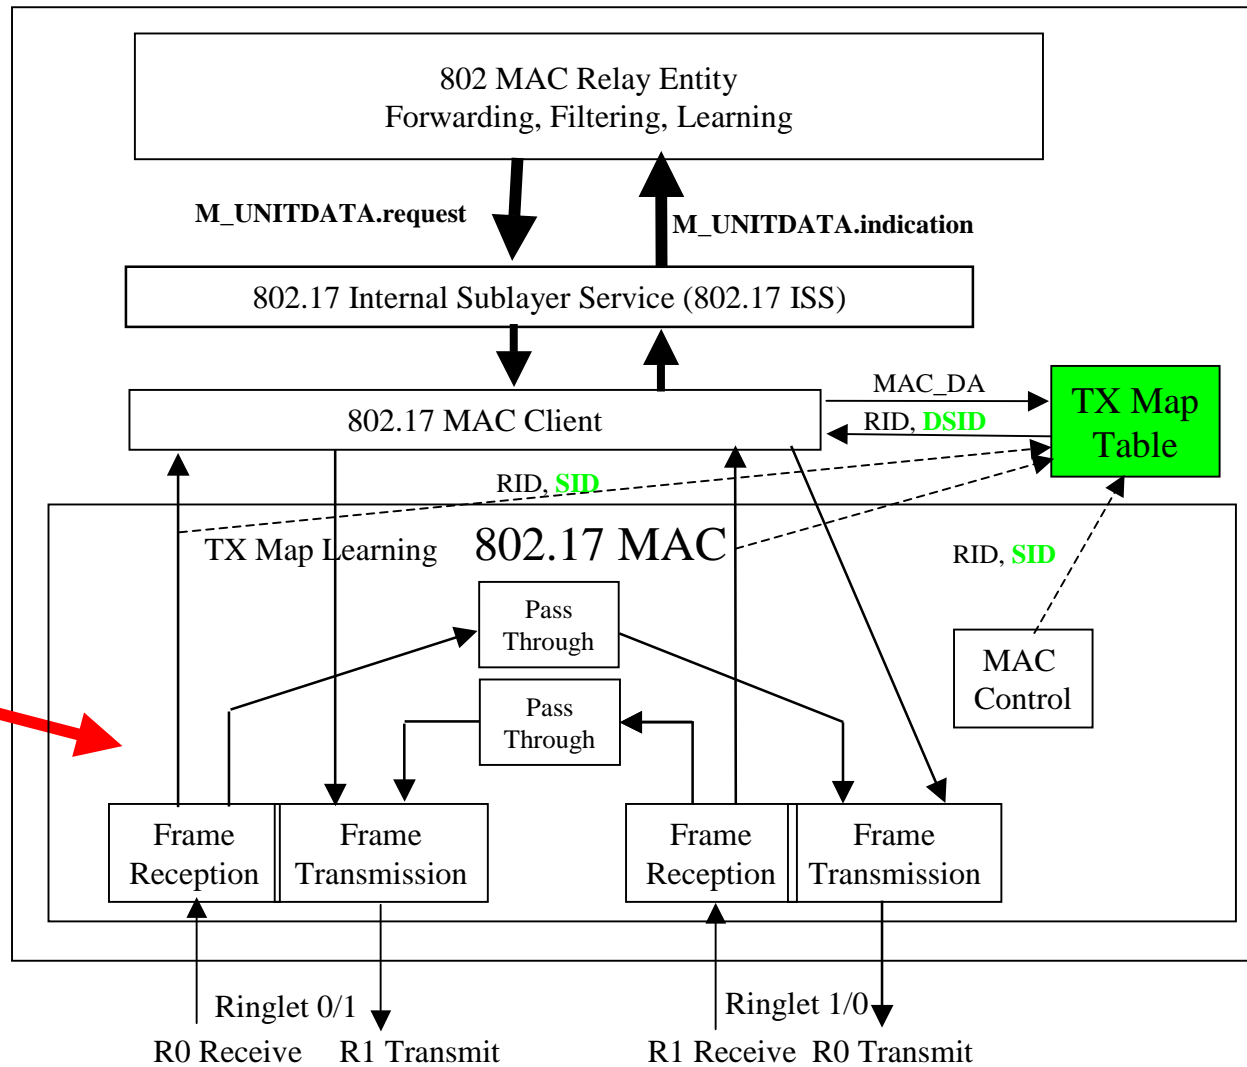 802 MAC Relay Entity
Forwarding, Filtering, Learning
M_UNITDATA.request
M_UNITDATA.indication
802.17 Internal Sublayer Service (802.17 ISS)
802.17 MAC Client
MAC_DA
RID, DSID
TX Map
Table
RID, SID
TX Map Learning
802.17 MAC
RID, SID
Pass
Through
MAC
Control
Pass
Through
Frame
Reception
Frame
Transmission
Frame
Reception
Frame
Transmission
Ringlet 0/1
Ringlet 1/0
R0 Receive
R1 Transmit
R1 Receive
R0 Transmit